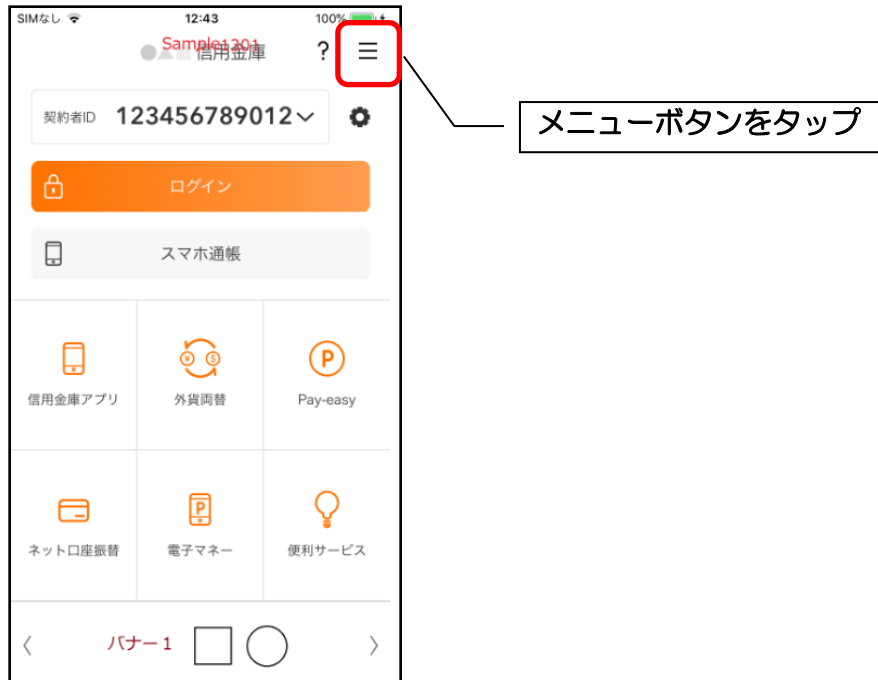 SIMなし 12:43 100%
Sample1301
●▲■信用金庫 ?
契約者ID 123456789012
ログイン
スマホ通帳
信用金庫アプリ 外貨両替 Pay-easy
ネット口座振替 電子マネー 便利サービス
バナー1
メニューボタンをタップ